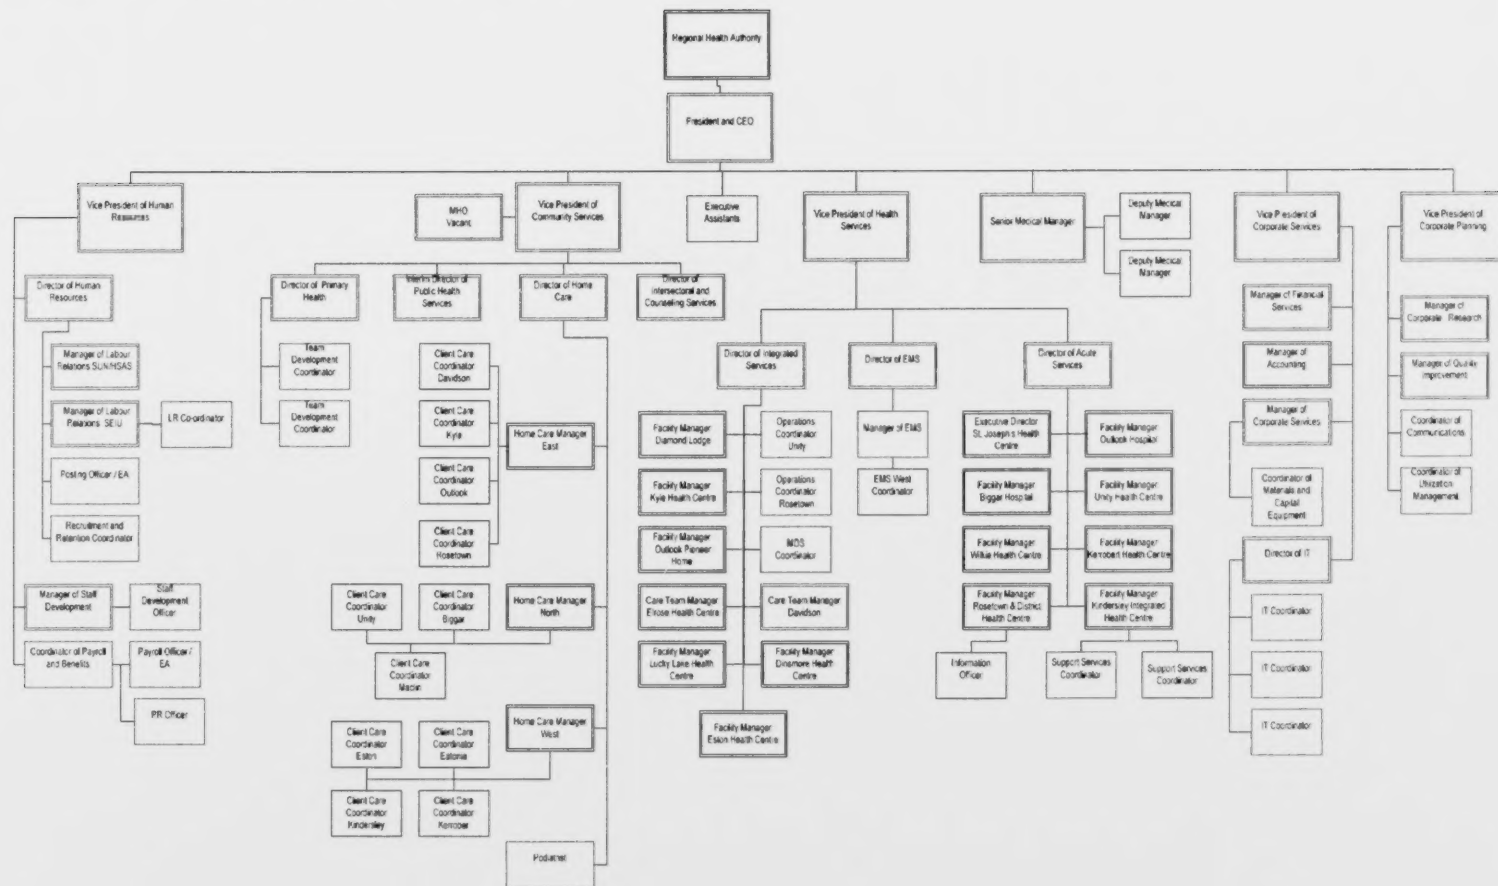 Regional Health Authority
President and CEO
Vice President of Human
Resources
MHO
Vacant
Vice President of
Community Services
Executive
Assistants
Vice President of Health
Services
Senior Medical Manager
Deputy Medical
Manager
Deputy Medical
Manager
Vice President of
Corporate Services
Vice President of
Corporate Planning
Director of Human
Resources
Manager of Labour
Relations SUN/HSAS
Manager of Labour
Relations SEIU
LR Co-ordinator
Posting Officer / EA
Recruitment and
Retention Coordinator
Manager of Staff
Development
Staff
Development
Officer
Coordinator of Payroll
and Benefits
Payroll Officer /
EA
PR Officer
Director of Primary
Health
Team
Development
Coordinator
Team
Development
Coordinator
Interim Director of
Public Health
Services
Director of Home
Care
Director of
Intersectoral and
Counseling Services
Client Care
Coordinator
Davidson
Client Care
Coordinator
Kyle
Client Care
Coordinator
Outlook
Client Care
Coordinator
Rosetown
Home Care Manager
East
Client Care
Coordinator
Unity
Client Care
Coordinator
Biggar
Home Care Manager
North
Client Care
Coordinator
Macklin
Home Care Manager
West
Client Care
Coordinator
Eston
Client Care
Coordinator
Eatonia
Client Care
Coordinator
Kindersley
Client Care
Coordinator
Kerrober
Podiatrist
Director of Integrated
Services
Facility Manager
Diamond Lodge
Operations
Coordinator
Unity
Facility Manager
Kyle Health Centre
Operations
Coordinator
Rosetown
Facility Manager
Outlook Pioneer
Home
MDS
Coordinator
Care Team Manager
Elrose Health Centre
Care Team Manager
Davidson
Facility Manager
Lucky Lake Health
Centre
Facility Manager
Dinsmore Health
Centre
Facility Manager
Eston Health Centre
Director of EMS
Manager of EMS
EMS West
Coordinator
Director of Acute
Services
Executive Director
St. Joseph's Health
Centre
Facility Manager
Outlook Hospital
Facility Manager
Biggar Hospital
Facility Manager
Unity Health Centre
Facility Manager
Wilkie Health Centre
Facility Manager
Kerrobert Health Centre
Facility Manager
Rosetown & District
Health Centre
Facility Manager
Kindersley Integrated
Health Centre
Information
Officer
Support Services
Coordinator
Support Services
Coordinator
Manager of Financial
Services
Manager of
Accounting
Manager of
Corporate Services
Coordinator of
Materials and
Capital
Equipment
Director of IT
IT Coordinator
IT Coordinator
IT Coordinator
Manager of
Corporate Research
Manager of Quality
Improvement
Coordinator of
Communications
Coordinator of
Utilization
Management